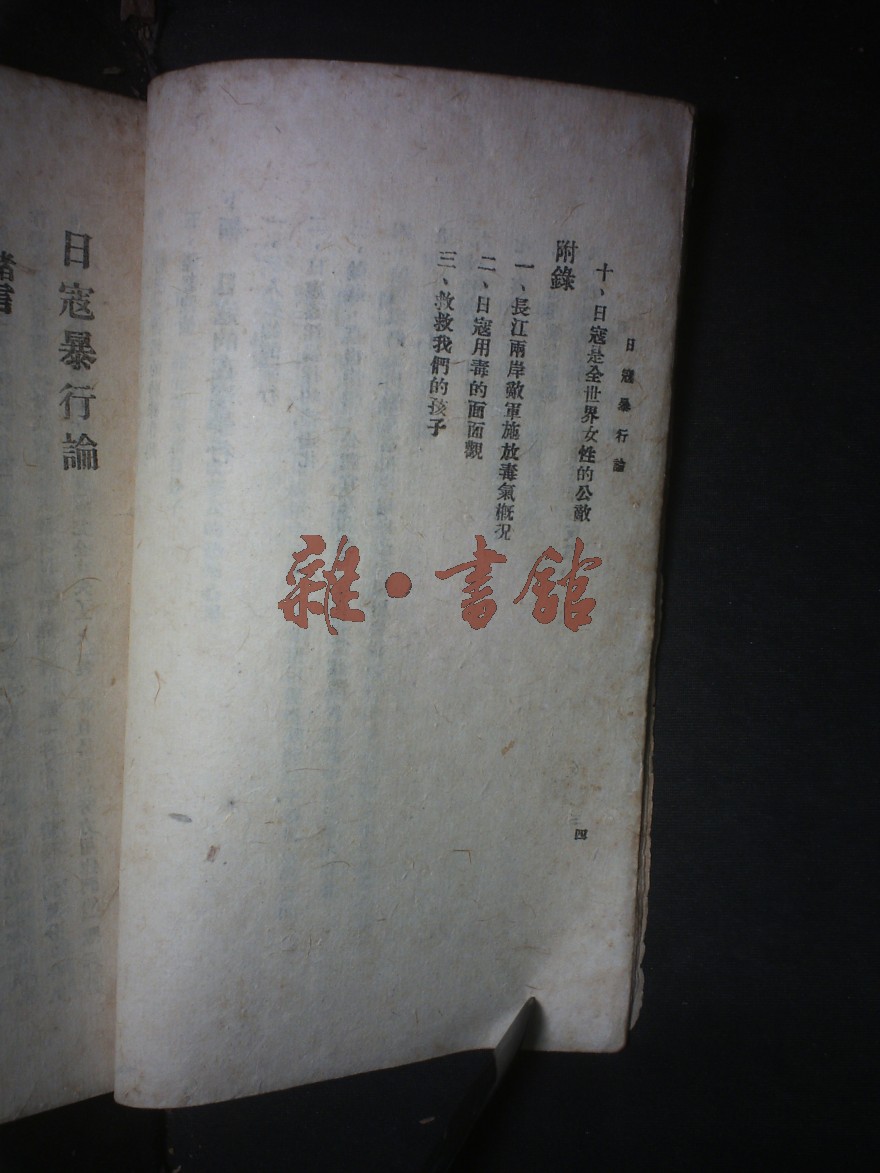 日寇暴行論
十、日寇是全世界女性的公敵
附錄
一、長江兩岸敵軍施放毒氣概況
二、日寇用毒的面面觀
三、救救我們的孩子
四
日寇暴行論
緒言
雜·書館